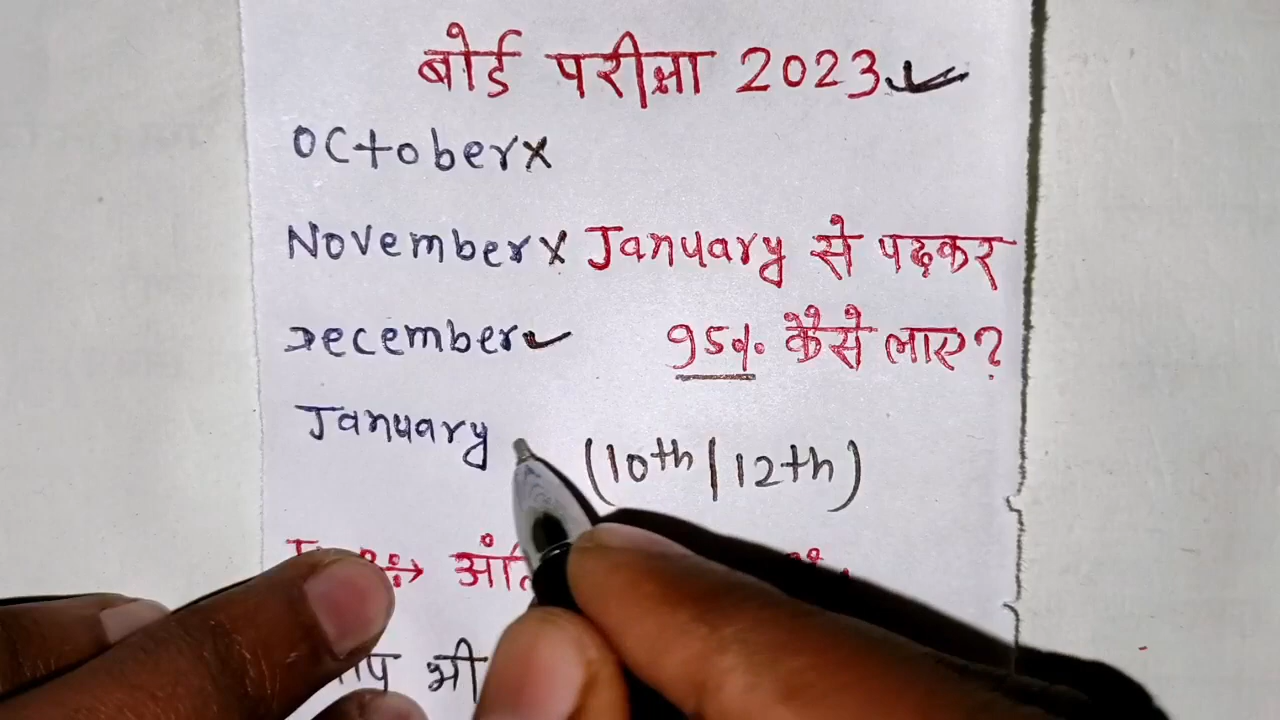 बोर्ड परीक्षा 2023 ✓
October x
November x January से पढ़कर
December ✓ 95% कैसे लाए?
January (10th | 12th)
भी